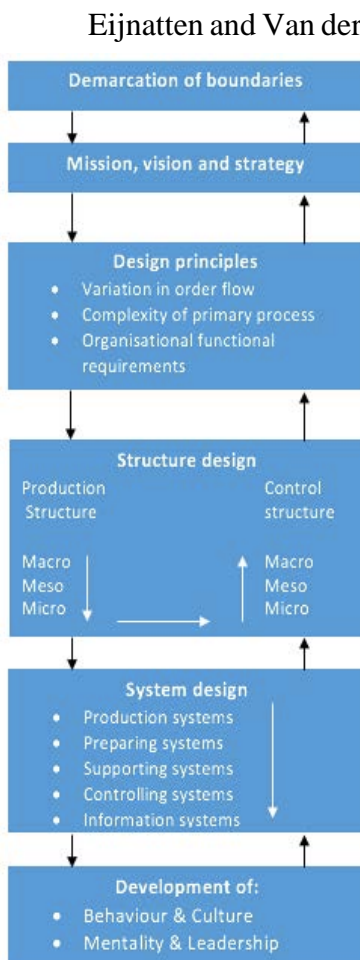 Eijnatten and Van der
Demarcation of boundaries
Mission, vision and strategy
Design principles
• Variation in order flow
• Complexity of primary process
• Organisational functional
requirements
Structure design
Production
Structure
Control
structure
Macro
Meso
Micro
Macro
Meso
Micro
System design
• Production systems
• Preparing systems
• Supporting systems
• Controlling systems
• Information systems
Development of:
• Behaviour & Culture
• Mentality & Leadership